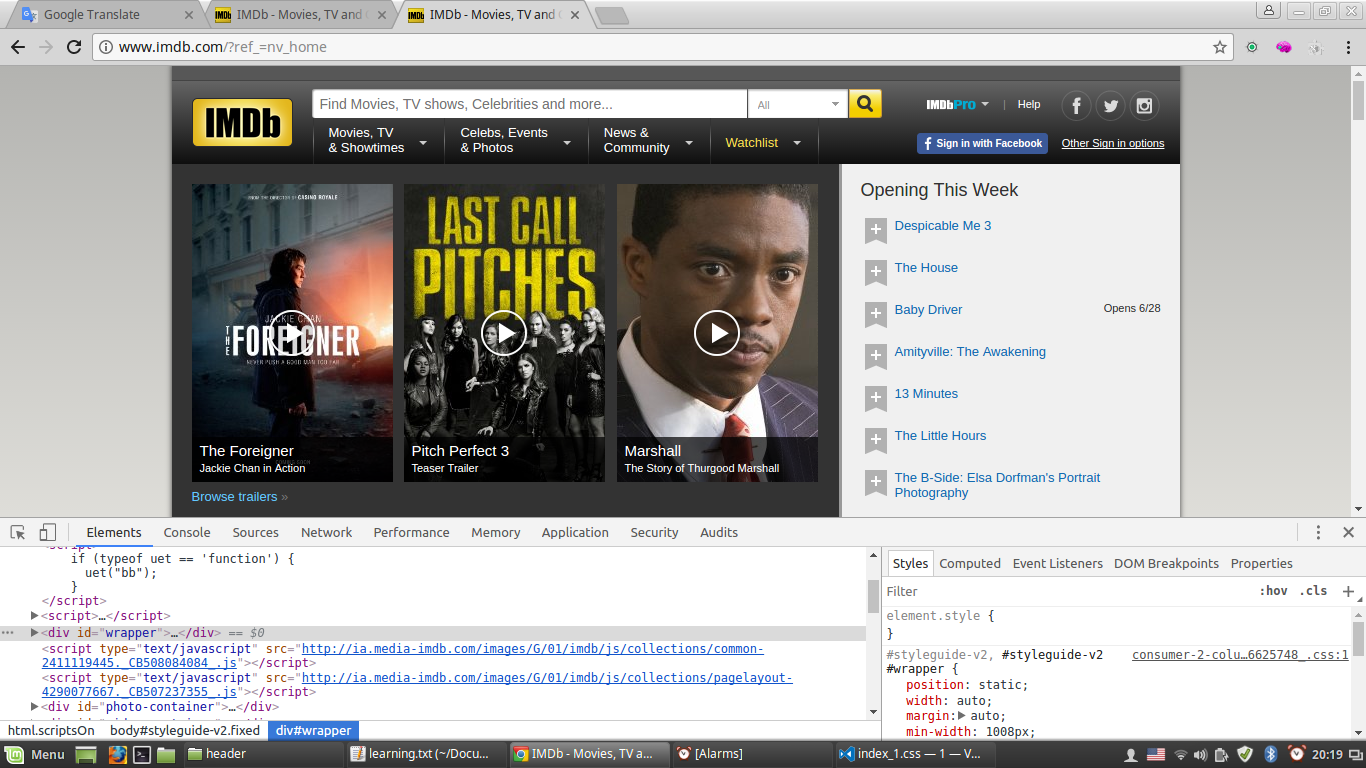 Google Translate
IMDb - Movies, TV and
IMDb - Movies, TV and
www.imdb.com/?ref_=nv_home
IMDb
Find Movies, TV shows, Celebrities and more...
All
IMDbPro
Help
Movies, TV
& Showtimes
Celebs, Events
& Photos
News &
Community
Watchlist
f Sign in with Facebook
Other Sign in options
FROM THE DIRECTOR OF CASINO ROYALE
JACKIE CHAN
THE FOREIGNER
NEVER PUSH A GOOD MAN TOO FAR
The Foreigner
Jackie Chan in Action
LAST CALL
PITCHES
Pitch Perfect 3
Teaser Trailer
Marshall
The Story of Thurgood Marshall
Browse trailers »
Opening This Week
Despicable Me 3
The House
Baby Driver
Opens 6/28
Amityville: The Awakening
13 Minutes
The Little Hours
The B-Side: Elsa Dorfman's Portrait
Photography
Elements Console Sources Network Performance Memory Application Security Audits
<script>
if (typeof uet == 'function') {
uet("bb");
}
</script>
<script>…</script>
<div id="wrapper">…</div> == $0
<script type="text/javascript" src="http://ia.media-imdb.com/images/G/01/imdb/js/collections/common-
2411119445._CB508084084_.js"></script>
<script type="text/javascript" src="http://ia.media-imdb.com/images/G/01/imdb/js/collections/pagelayout-
4290077667._CB507237355_.js"></script>
<div id="photo-container">…</div>
html.scriptsOn body#styleguide-v2.fixed div#wrapper
Styles Computed Event Listeners DOM Breakpoints Properties
Filter
:hov .cls +
element.style {
}
#styleguide-v2, #styleguide-v2 consumer-2-colu…6625748_.css:1
#wrapper {
position: static;
width: auto;
margin: auto;
min-width: 1008px;
Menu
header
learning.txt (~/Docu...
IMDb - Movies, TV a...
[Alarms]
index_1.css — 1 — V...
20:19